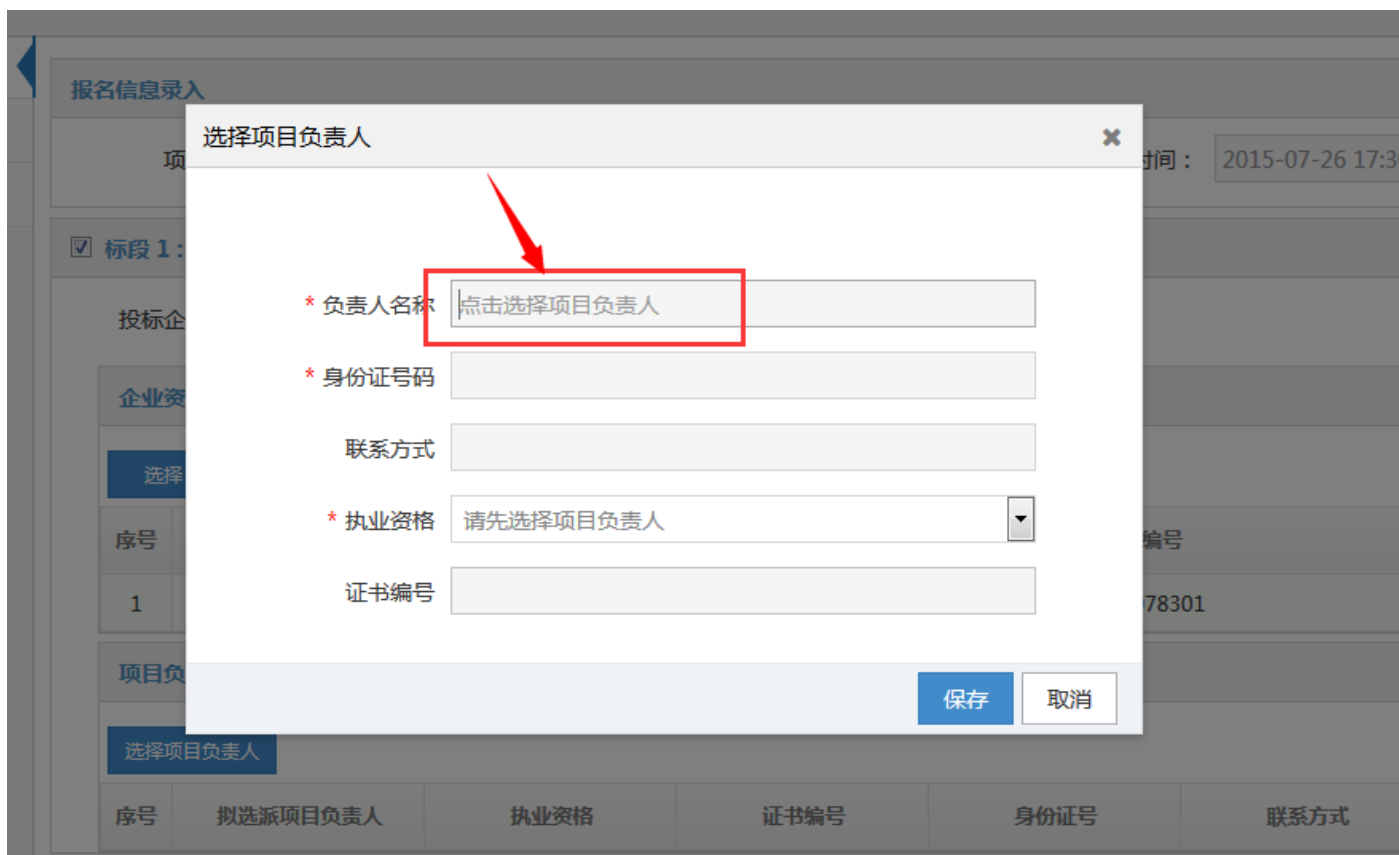 报名信息录入
选择项目负责人
项
时间： 2015-07-26 17:3
标段 1：
* 负责人名称 点击选择项目负责人
投标企
* 身份证号码
企业资
联系方式
选择
* 执业资格 请先选择项目负责人
序号
编号
证书编号
1
78301
项目负
保存 取消
选择项目负责人
序号 拟选派项目负责人 执业资格 证书编号 身份证号 联系方式